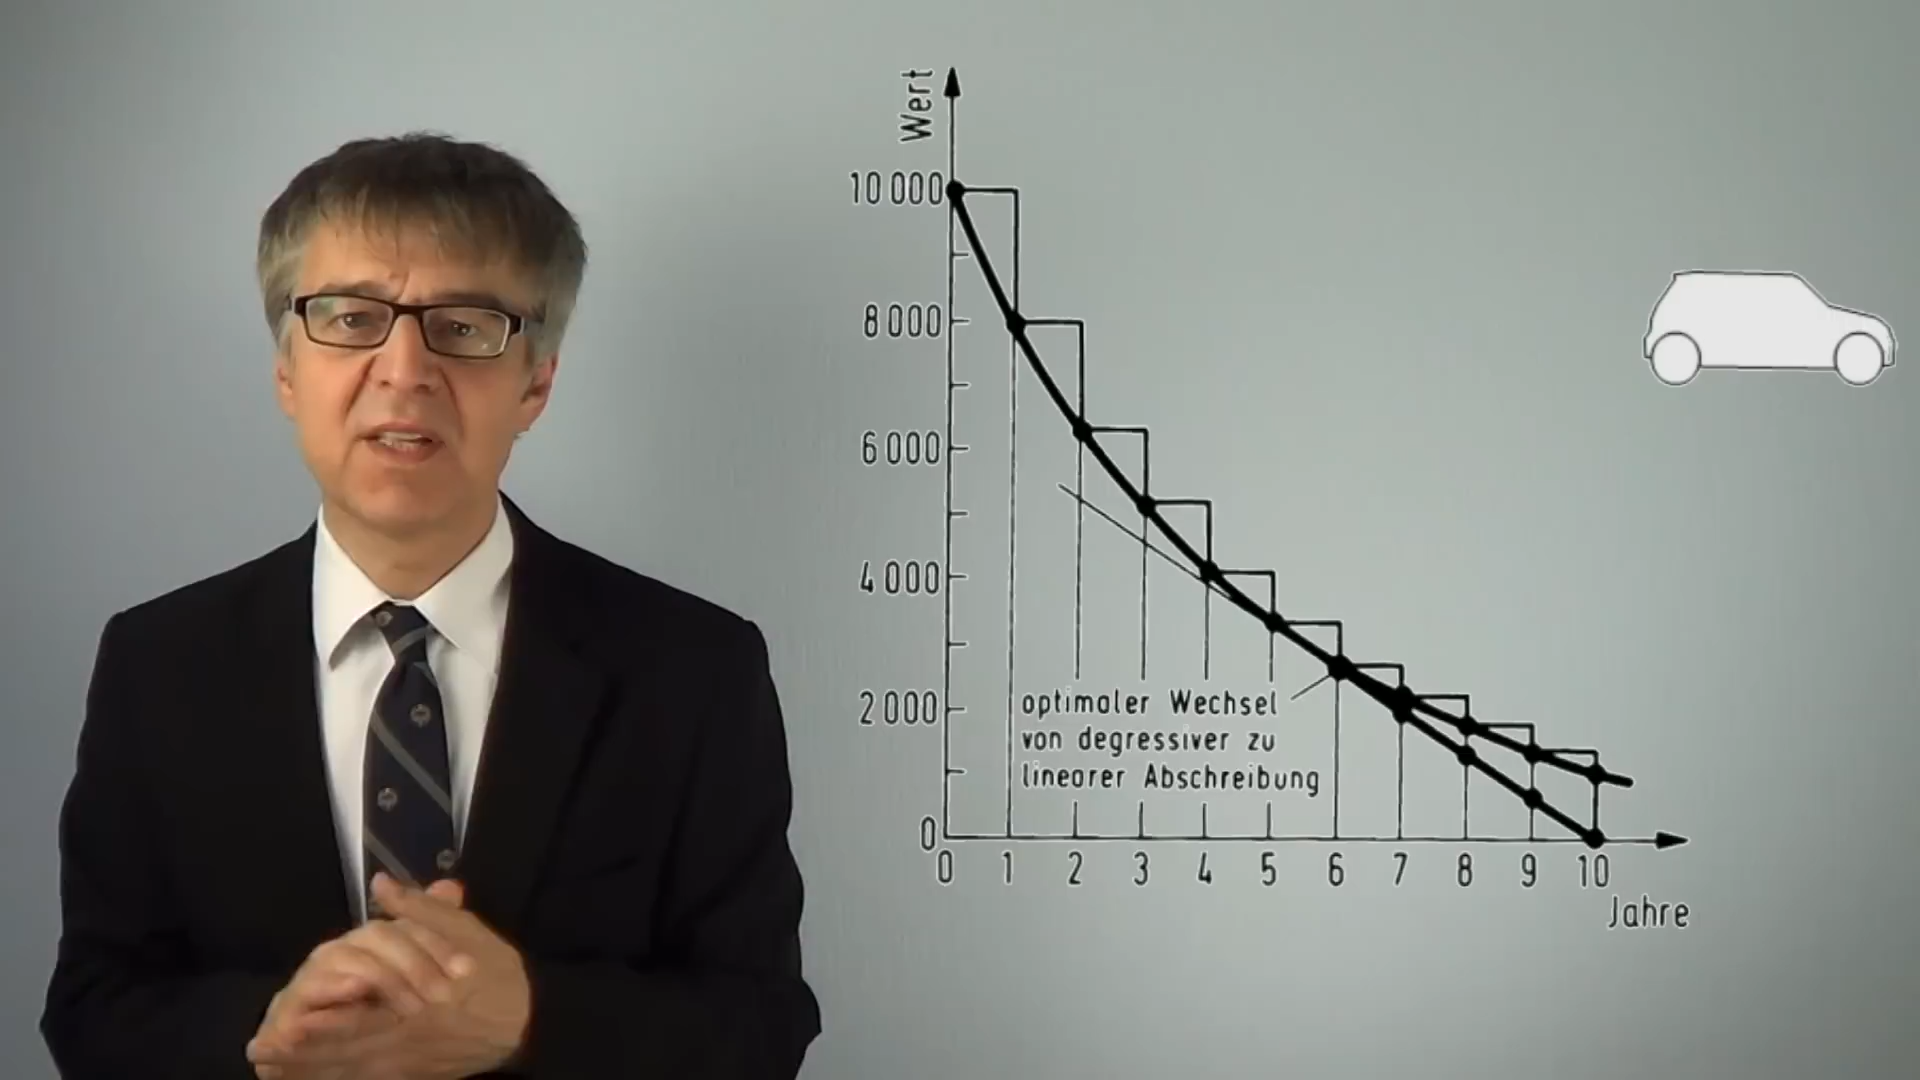 Wert
10 000
8 000
6 000
4 000
2 000
0
optimaler Wechsel
von degressiver zu
linearer Abschreibung
0 1 2 3 4 5 6 7 8 9 10
Jahre